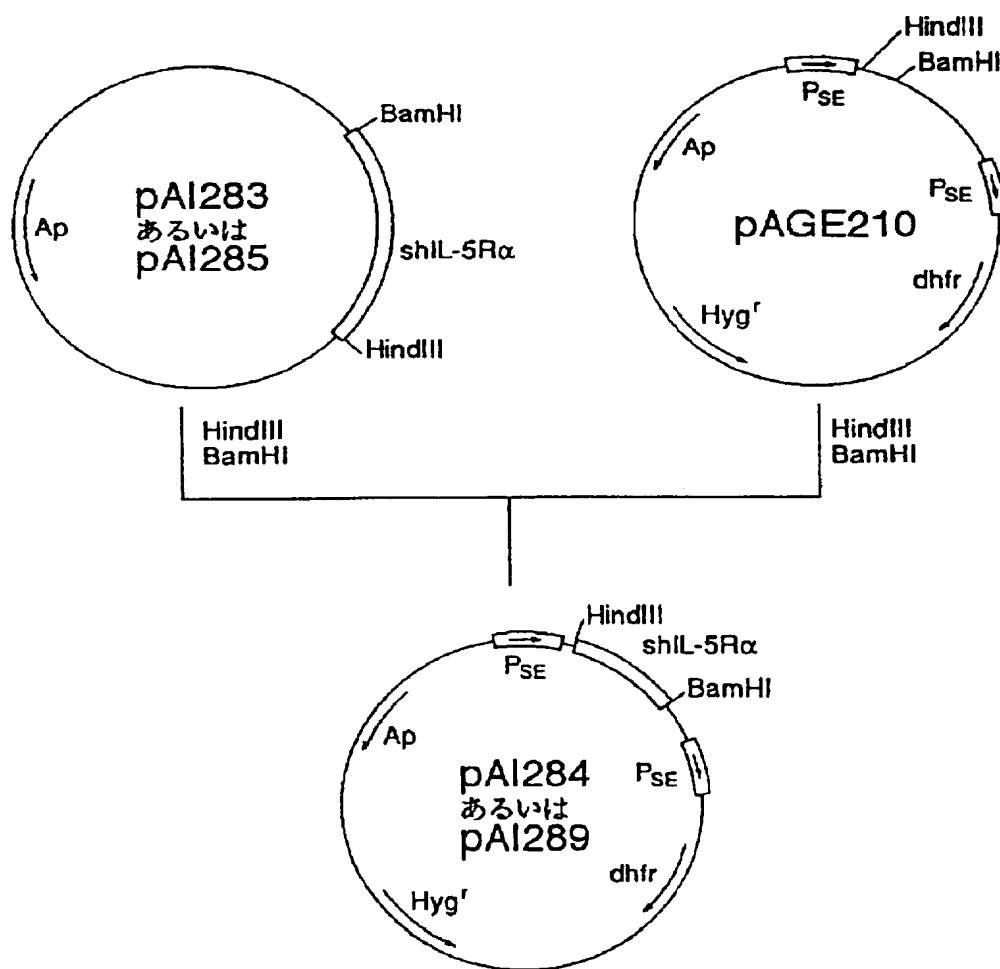 BamHI
Ap
pAI283
あるいは
pAI285
shIL-5Rα
HindIII
HindIII
BamHI
PSE
Ap
PSE
pAGE210
dhfr
Hygr
HindIII
BamHI
HindIII
BamHI
HindIII
shIL-5Rα
PSE
BamHI
Ap
PSE
pAI284
あるいは
pAI289
dhfr
Hygr